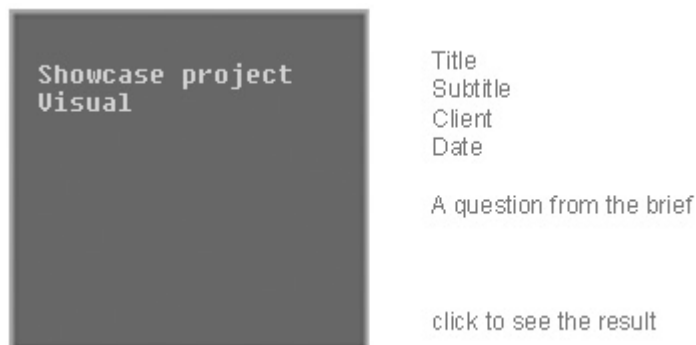 Showcase project
Visual
Title
Subtitle
Client
Date
A question from the brief
click to see the result